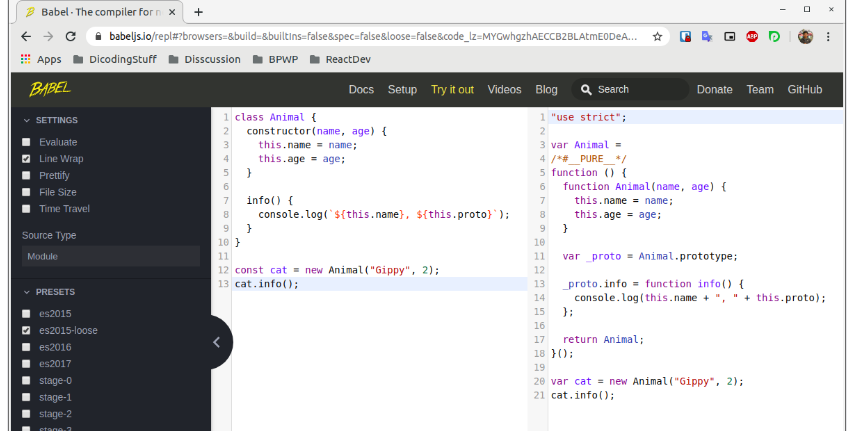 Babel · The compiler for n
babeljs.io/repl#?browsers=&build=&builtIns=false&spec=false&loose=false&code_lz=MYGwhgzhAECCB2BLAtmE0DeA...
ABP
Apps DicodingStuff Disscussion BPWP ReactDev
BABEL Docs Setup Try it out Videos Blog Search Donate Team GitHub
SETTINGS
Evaluate
Line Wrap
Prettify
File Size
Time Travel
Source Type
Module
PRESETS
es2015
es2015-loose
es2016
es2017
stage-0
stage-1
stage-2
stage-3
1 class Animal {
2 constructor(name, age) {
3 this.name = name;
4 this.age = age;
5 }
6
7 info() {
8 console.log(`${this.name}, ${this.proto}`);
9 }
10 }
11
12 const cat = new Animal("Gippy", 2);
13 cat.info();
1 "use strict";
2
3 var Animal =
4 /*#__PURE__*/
5 function () {
6 function Animal(name, age) {
7 this.name = name;
8 this.age = age;
9 }
10
11 var _proto = Animal.prototype;
12
13 _proto.info = function info() {
14 console.log(this.name + ", " + this.proto);
15 };
16
17 return Animal;
18 }();
19
20 var cat = new Animal("Gippy", 2);
21 cat.info();